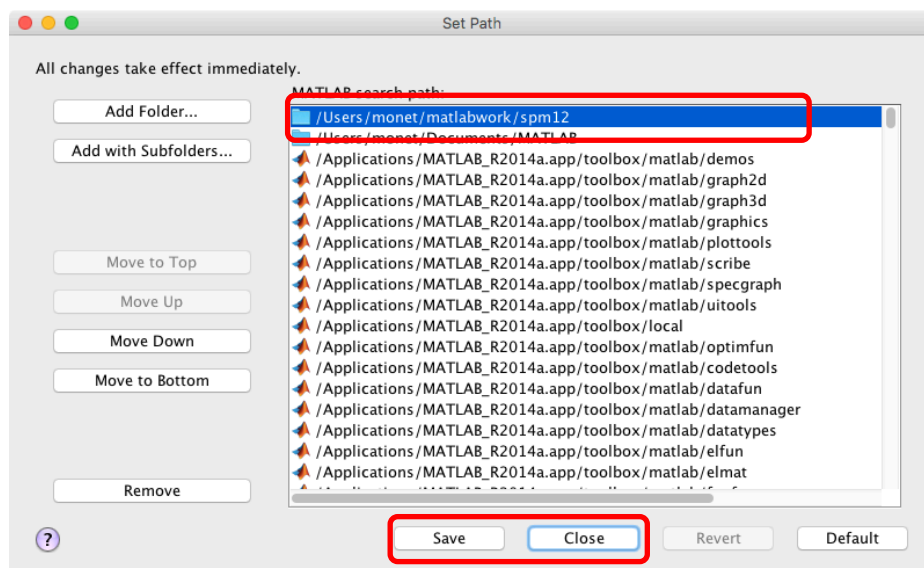 Set Path
All changes take effect immediately.
MATLAB search path:
Add Folder...
Add with Subfolders...
Move to Top
Move Up
Move Down
Move to Bottom
Remove
/Users/monet/matlabwork/spm12
/Users/monet/Documents/MATLAB
/Applications/MATLAB_R2014a.app/toolbox/matlab/demos
/Applications/MATLAB_R2014a.app/toolbox/matlab/graph2d
/Applications/MATLAB_R2014a.app/toolbox/matlab/graph3d
/Applications/MATLAB_R2014a.app/toolbox/matlab/graphics
/Applications/MATLAB_R2014a.app/toolbox/matlab/plottools
/Applications/MATLAB_R2014a.app/toolbox/matlab/scribe
/Applications/MATLAB_R2014a.app/toolbox/matlab/specgraph
/Applications/MATLAB_R2014a.app/toolbox/matlab/uitools
/Applications/MATLAB_R2014a.app/toolbox/local
/Applications/MATLAB_R2014a.app/toolbox/matlab/optimfun
/Applications/MATLAB_R2014a.app/toolbox/matlab/codetools
/Applications/MATLAB_R2014a.app/toolbox/matlab/datafun
/Applications/MATLAB_R2014a.app/toolbox/matlab/datamanager
/Applications/MATLAB_R2014a.app/toolbox/matlab/datatypes
/Applications/MATLAB_R2014a.app/toolbox/matlab/elfun
/Applications/MATLAB_R2014a.app/toolbox/matlab/elmat
?
Save
Close
Revert
Default